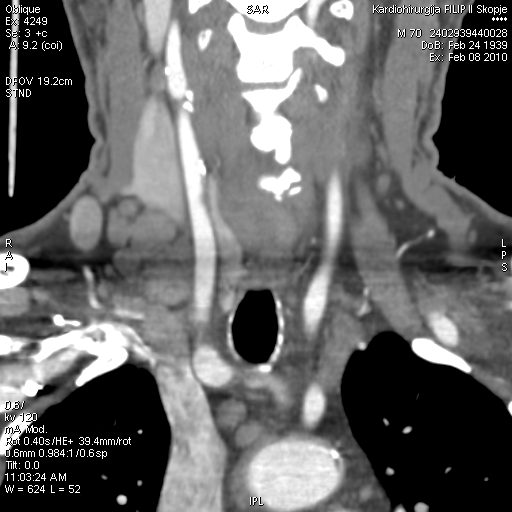 Oblique
Ex: 4249
Se: 3 +c
A: 9.2 (coi)
DFOV 19.2cm
STND
SAR
Kardiohirurgija FILIP II Skopje
M 70 2402939440028
DoB: Feb 24 1939
Ex: Feb 08 2010
R
A
L
P
S
0.67
kv 120
mA Mod.
Rot 0.40s/HE+ 39.4mm/rot
0.6mm 0.984:1/0.6sp
Tilt: 0.0
11:03:24 AM
W = 624 L = 52
IPL